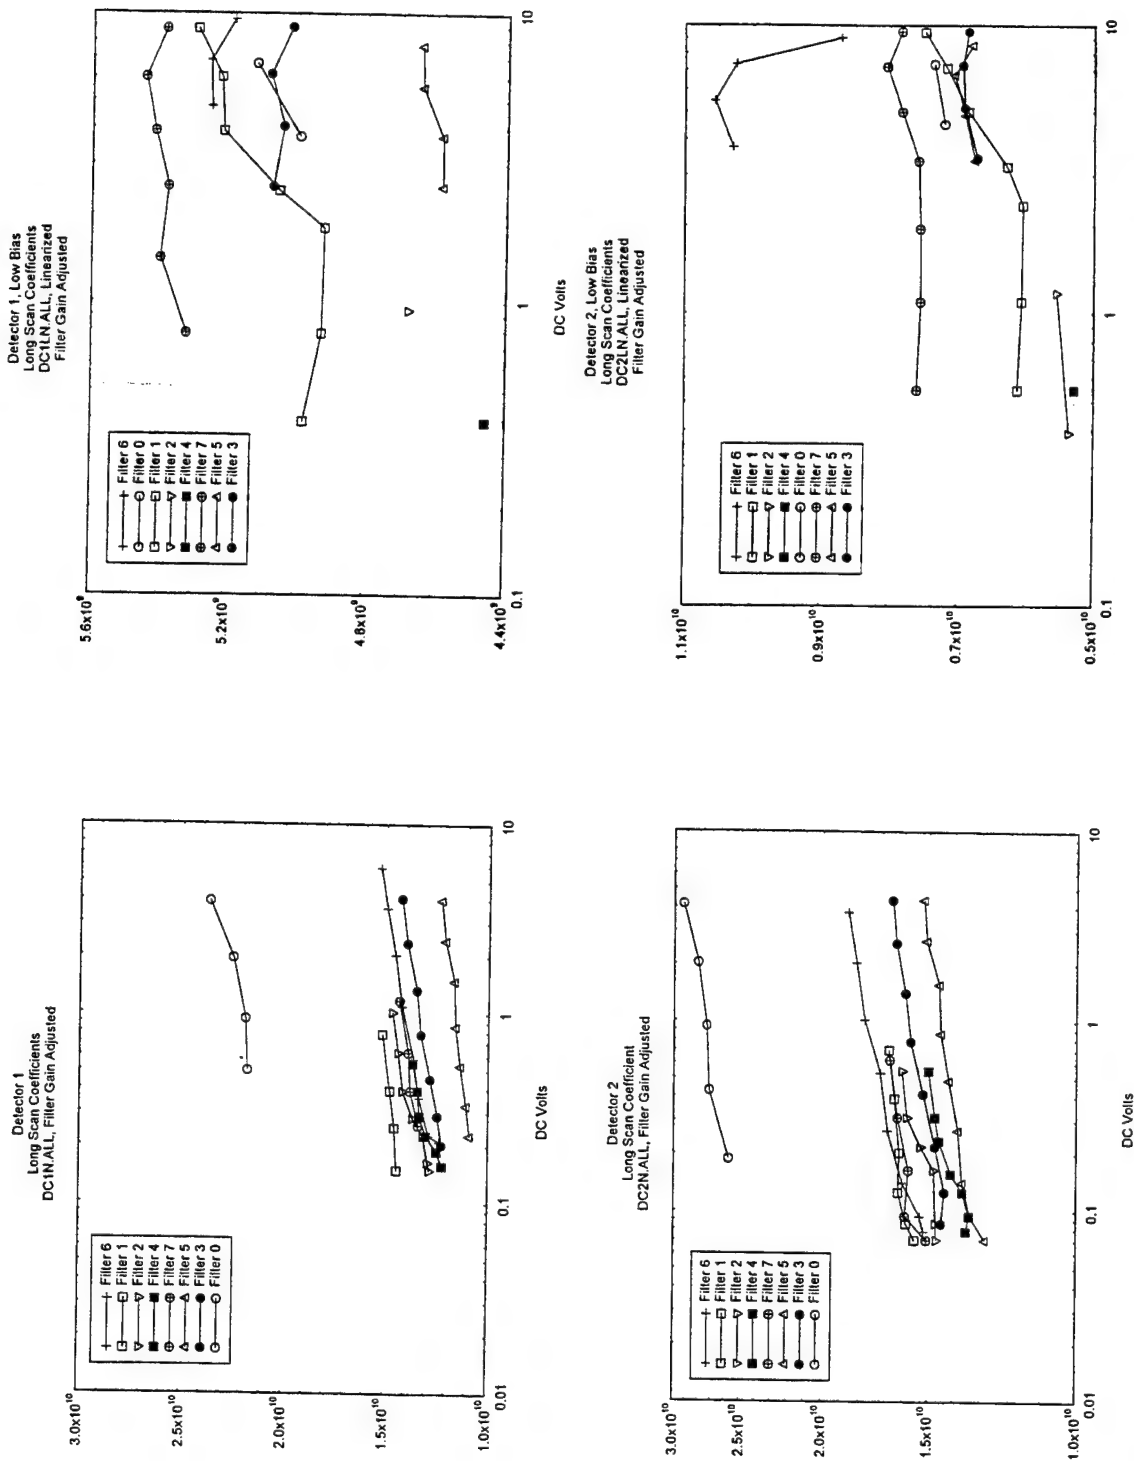 Detector 1
Long Scan Coefficients
DC1N.ALL, Filter Gain Adjusted
3.0x10¹⁰
2.5x10¹⁰
2.0x10¹⁰
1.5x10¹⁰
1.0x10¹⁰
Filter 6
Filter 1
Filter 2
Filter 4
Filter 7
Filter 5
Filter 3
Filter 0
0.01
0.1
1
10
DC Volts
Detector 1, Low Bias
Long Scan Coefficients
DC1LN.ALL, Linearized
Filter Gain Adjusted
5.6x10⁹
5.2x10⁹
4.8x10⁹
4.4x10⁹
Filter 6
Filter 0
Filter 1
Filter 2
Filter 4
Filter 7
Filter 5
Filter 3
0.1
1
10
DC Volts
Detector 2
Long Scan Coefficient
DC2N.ALL, Filter Gain Adjusted
3.0x10¹⁰
2.5x10¹⁰
2.0x10¹⁰
1.5x10¹⁰
1.0x10¹⁰
Filter 6
Filter 1
Filter 2
Filter 4
Filter 7
Filter 5
Filter 3
Filter 0
0.01
0.1
1
10
DC Volts
Detector 2, Low Bias
Long Scan Coefficients
DC2LN.ALL, Linearized
Filter Gain Adjusted
1.1x10¹⁰
0.9x10¹⁰
0.7x10¹⁰
0.5x10¹⁰
Filter 6
Filter 1
Filter 2
Filter 4
Filter 0
Filter 7
Filter 5
Filter 3
0.1
1
10